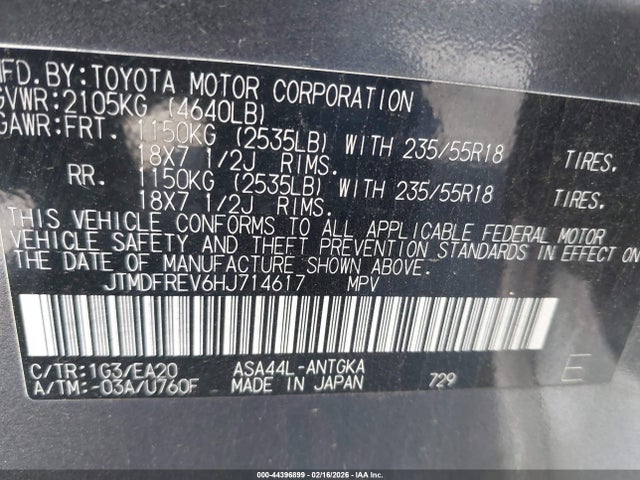 MFD.BY:TOYOTA MOTOR CORPORATION
GVWR:2105KG (4640LB)
GAWR:FRT. 1150KG (2535LB) WITH 235/55R18 TIRES.
18X7 1/2J RIMS.
RR. 1150KG (2535LB) WITH 235/55R18 TIRES.
18X7 1/2J RIMS.
THIS VEHICLE CONFORMS TO ALL APPLICABLE FEDERAL MOTOR
VEHICLE SAFETY AND THEFT PREVENTION STANDARDS IN EFFECT ON
THE DATE OF MANUFACTURE SHOWN ABOVE.
JTMDFREV6HJ714617 MPV
C/TR:1G3/EA20 ASA44L-ANTGKA
A/TM:-03A/U760F MADE IN JAPAN 729 E
000-44396899 - 02/16/2026 - IAA Inc.